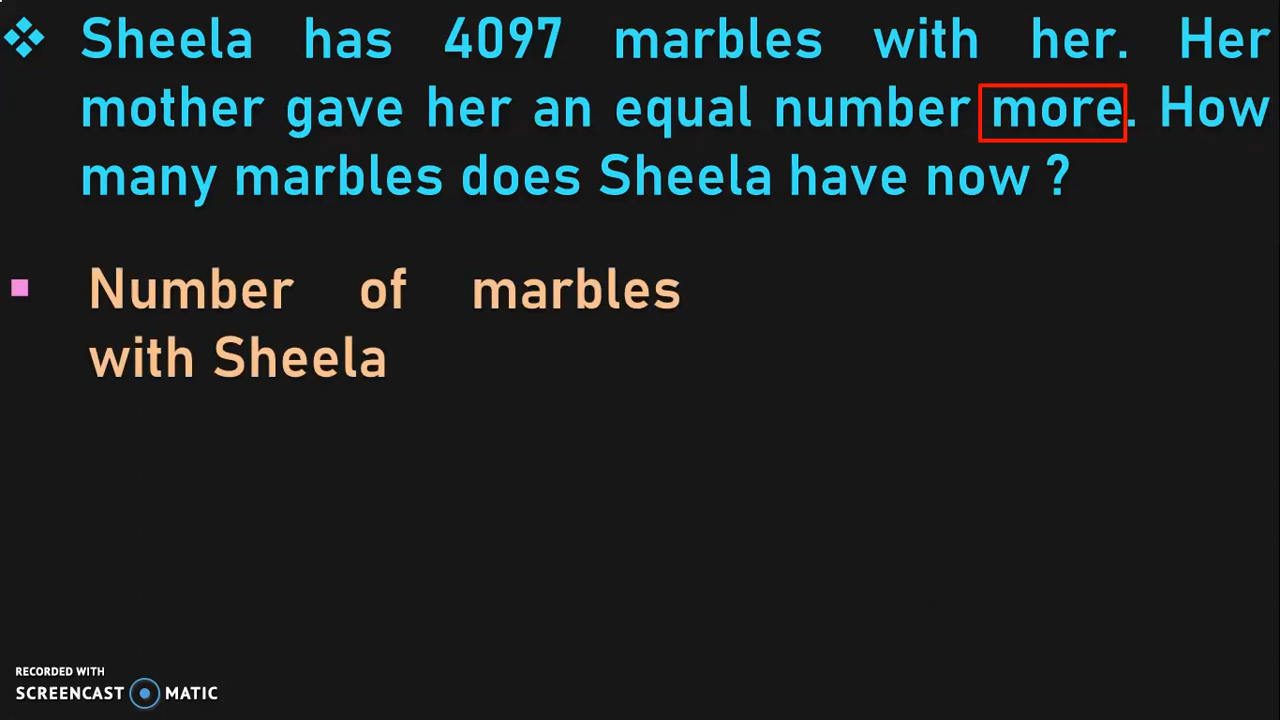 Sheela has 4097 marbles with her. Her
mother gave her an equal number more. How
many marbles does Sheela have now ?
Number of marbles
with Sheela
RECORDED WITH
SCREENCAST MATIC